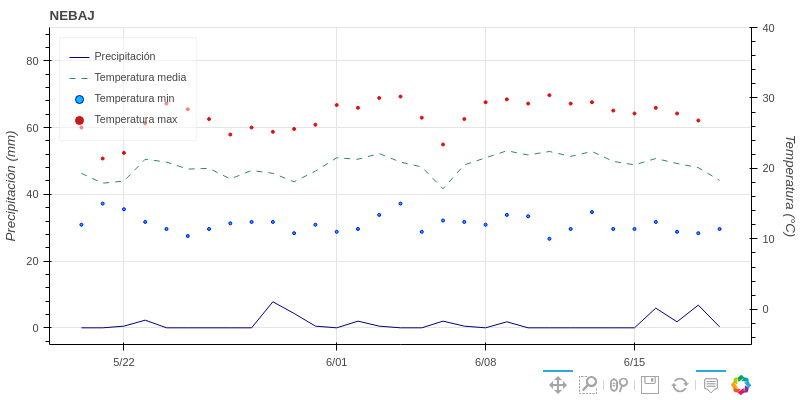 NEBAJ
Precipitación
Temperatura media
Temperatura min
Temperatura max
Precipitación (mm)
80
60
40
20
0
Temperatura (°C)
40
30
20
10
0
5/22
6/01
6/08
6/15